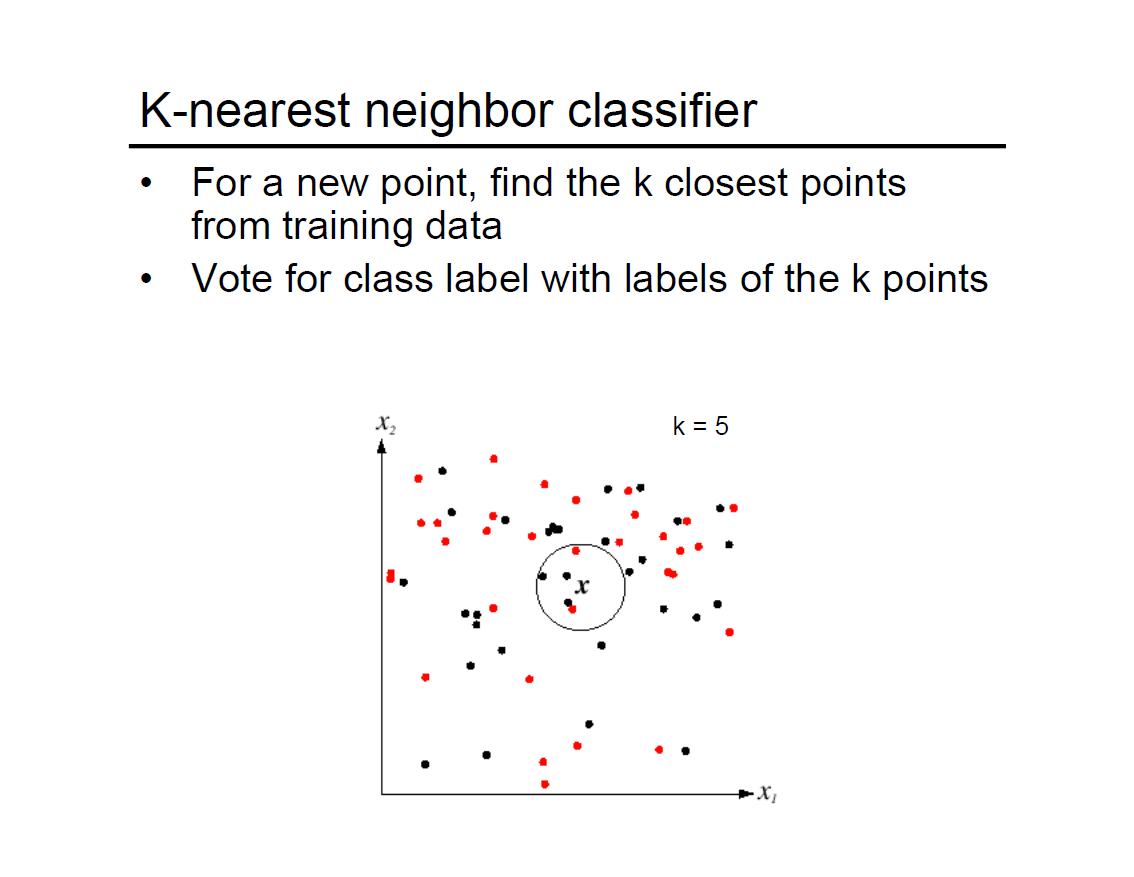 K-nearest neighbor classifier
• For a new point, find the k closest points
from training data
• Vote for class label with labels of the k points
x₂
k = 5
x
x₁